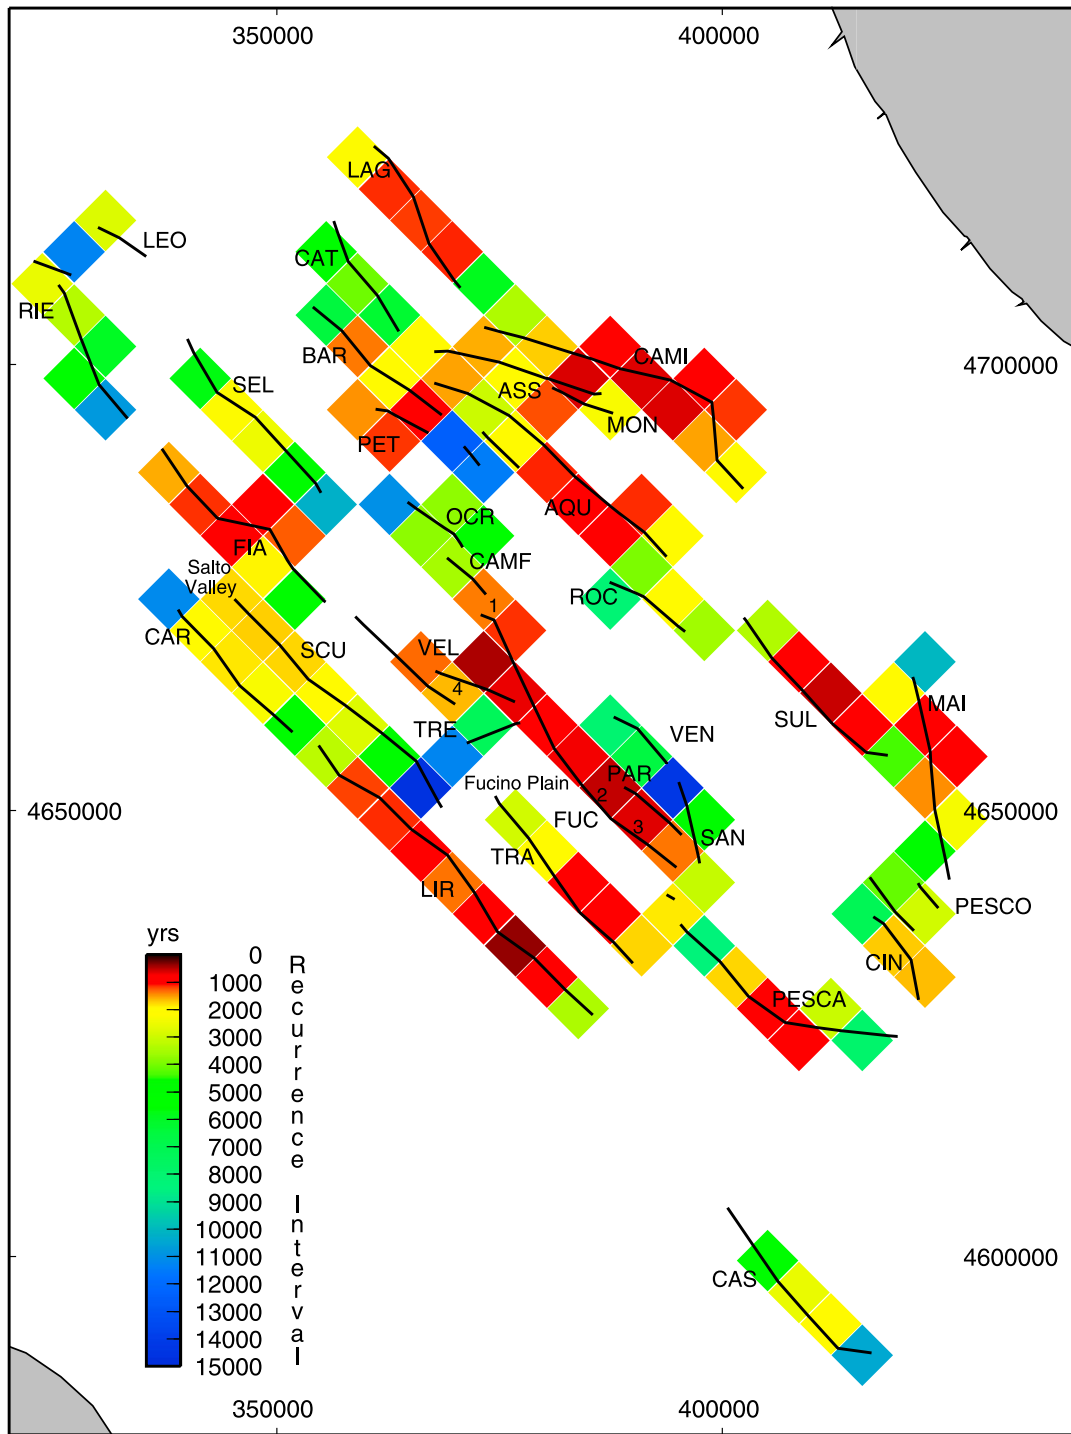 350000
400000
LAG
LEO
CAT
RIE
BAR
CAMI
4700000
SEL
ASS
MON
PET
AQU
OCR
FIA
CAMF
Salto
Valley
ROC
1
CAR
SCU
VEL
4
SUL
MAI
TRE
VEN
PAR
Fucino Plain
2
4650000
FUC
3
SAN
TRA
LIR
PESCO
CIN
PESCA
yrs
0
1000
2000
3000
4000
5000
6000
7000
8000
9000
10000
11000
12000
13000
14000
15000
Recurrence Interval
4600000
CAS
350000
400000